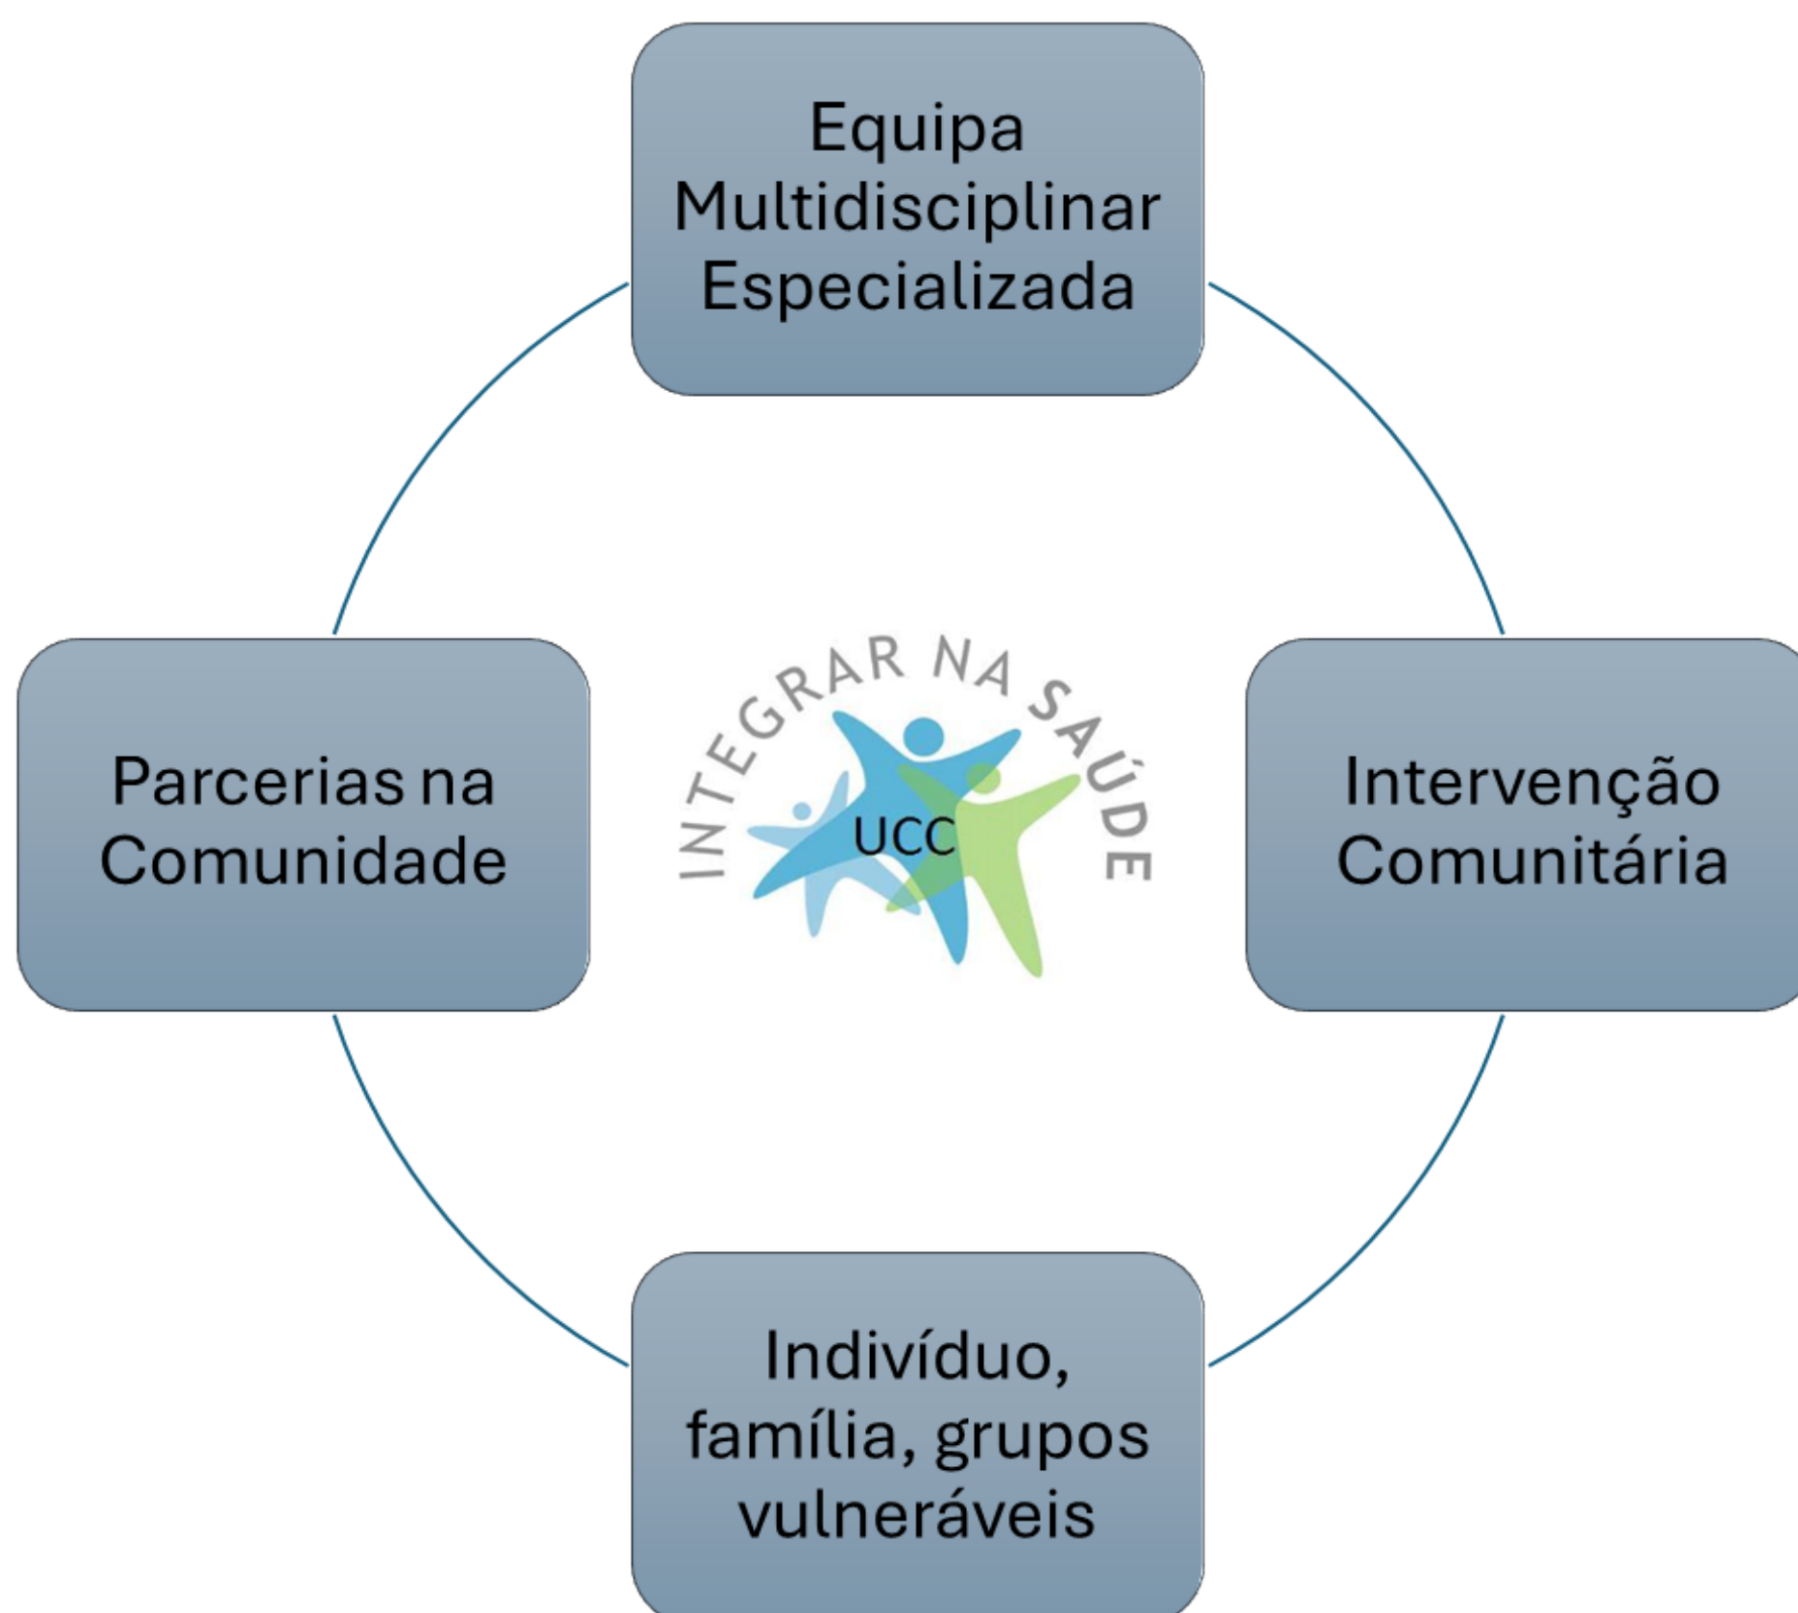 Equipa
Multidisciplinar
Especializada
Parcerias na
Comunidade
INTEGRAR NA SAÚDE
UCC
Intervenção
Comunitária
Indivíduo,
família, grupos
vulneráveis